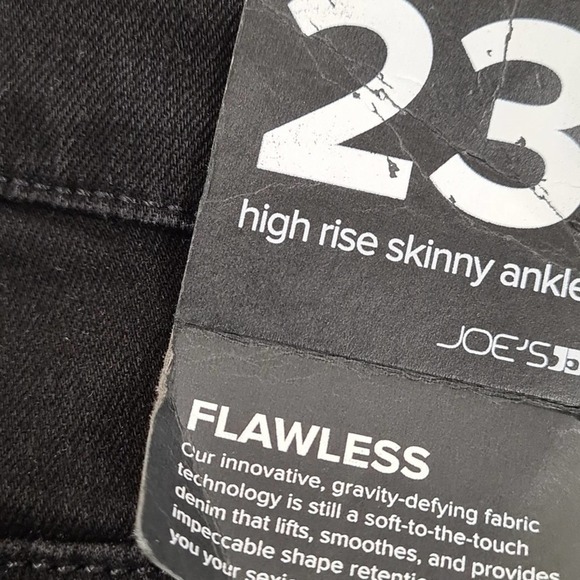 23
high rise skinny ankle
JOE'S
FLAWLESS
Our innovative, gravity-defying fabric
technology is still a soft-to-the-touch
denim that lifts, smoothes, and provides
impeccable shape
you your